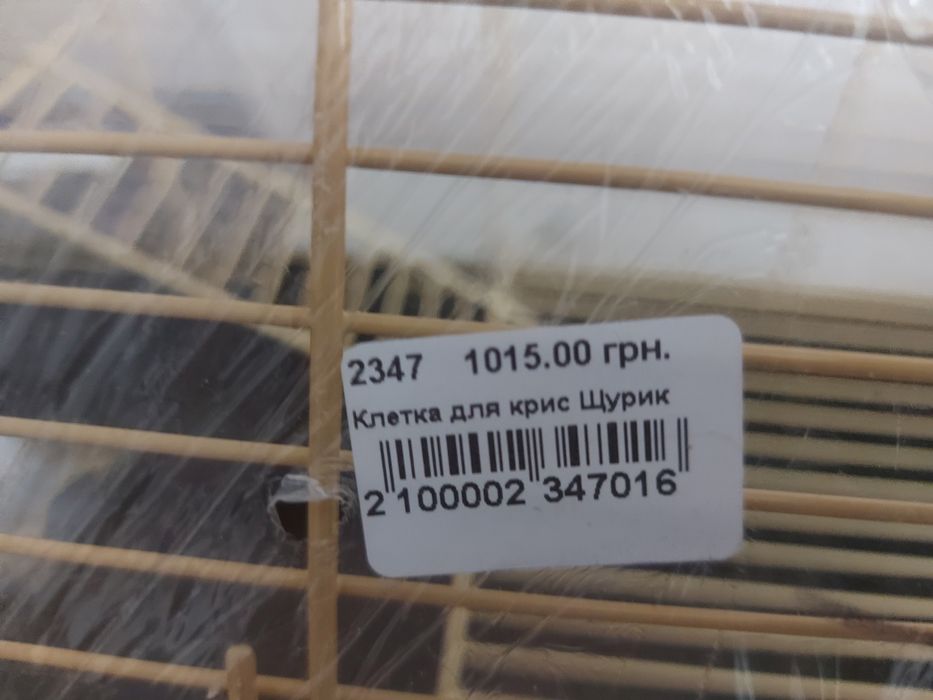 2347 1015.00 грн.
Клетка для крис Щурик
2 100002 347016